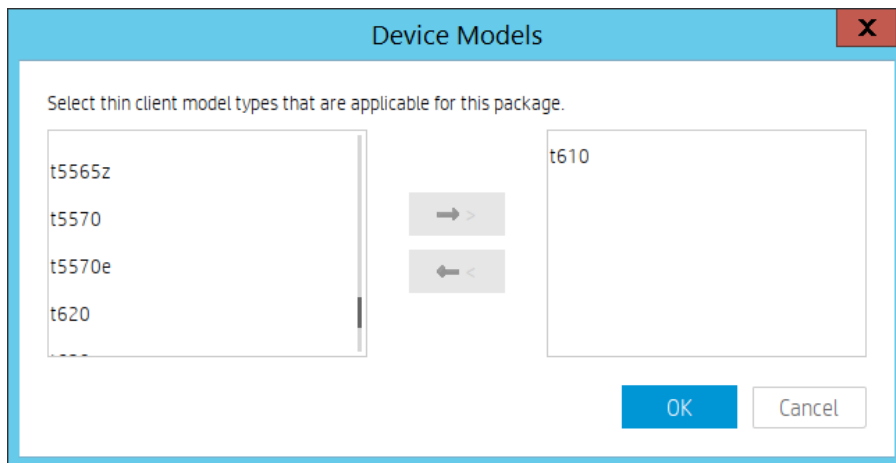 Device Models
X
Select thin client model types that are applicable for this package.
t5565z
t5570
t5570e
t620
t610
>
<
OK
Cancel